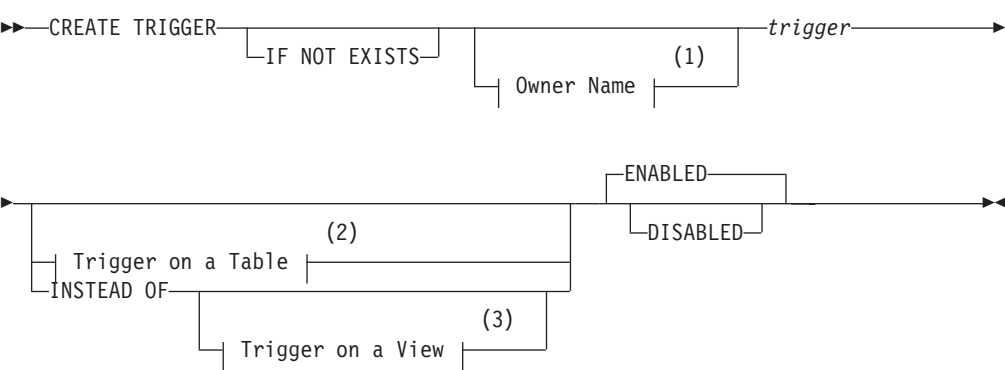 CREATE TRIGGER trigger
IF NOT EXISTS (1)
Owner Name
ENABLED
(2) DISABLED
Trigger on a Table
INSTEAD OF
(3)
Trigger on a View